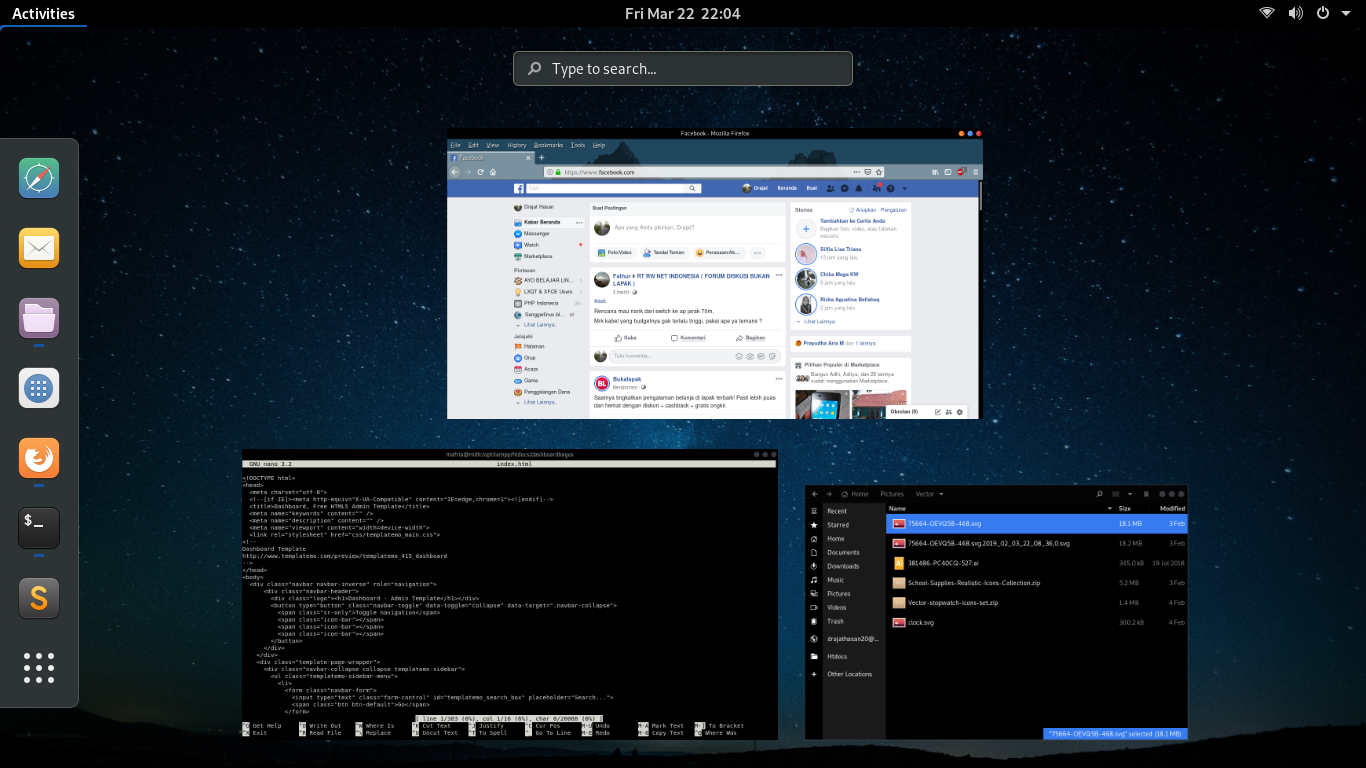 Activities
Fri Mar 22 22:04
Type to search...
Facebook - Mozilla Firefox
File Edit View History Bookmarks Tools Help
Facebook
https://www.facebook.com
Cari
Drajat Beranda Buat
Drajat Hasan
Kabar Beranda
Messenger
Watch
Marketplace
Pintasan
AYO BELAJAR LIN...
LXQT & XFCE Users
PHP Indonesia
Sanggarlinux.bl...
Lihat Lainnya..
Jelajahi
Halaman
Grup
Acara
Game
Penggalangan Dana
Lihat Lainnya..
Buat Postingan
Apa yang Anda pikirkan, Drajat?
Foto/Video Tandai Teman Perasaan/Ak...
Fathur RT RW NET INDONESIA ( FORUM DISKUSI BUKAN
LAPAK )
2 menit
#ask
Rencana mau narik dari switch ke ap jarak 70m,
Mrk kabel yang budgetnya gak terlalu tinggi, pakai apa ya temans ?
Suka Komentari Bagikan
Tulis komentar...
BL
Bukalapak
Bersponsor
Saatnya tingkatkan pengalaman belanja di lapak terbaik! Pasti lebih puas
dan hemat dengan diskon + cashback + gratis ongkir.
Stories Arsipkan · Pengaturan
Tambahkan ke Cerita Anda
Bagikan foto, video, atau tulisan
semalis
Silfia Lisa Triana
13 jam yang lalu
Chika Mega KW
6 jam yang lalu
Rizka Agustina Bellahaq
2 jam yang lalu
Lihat Lainnya
Prayudha Aria M dan 1 lainnya
Pilihan Populer di Marketplace
Bangun Adhi, Aditya, dan 28 lainnya
sudah menggunakan Marketplace.
Obrolan (9)
mafria@mdh:/opt/lampp/htdocs/dashboardbagus
GNU nano 3.2 index.html
<!DOCTYPE html>
<head>
<meta charset="utf-8">
<!--[if IE]><meta http-equiv="X-UA-Compatible" content="IE=edge,chrome=1"><![endif]-->
<title>Dashboard, Free HTML5 Admin Template</title>
<meta name="keywords" content="" />
<meta name="description" content="" />
<meta name="viewport" content="width=device-width">
<link rel="stylesheet" href="css/templatemo_main.css">
<!--
Dashboard Template
http://www.templatemo.com/preview/templatemo_415_dashboard
-->
</head>
<body>
<div class="navbar navbar-inverse" role="navigation">
<div class="navbar-header">
<div class="logo"><h1>Dashboard - Admin Template</h1></div>
<button type="button" class="navbar-toggle" data-toggle="collapse" data-target=".navbar-collapse">
<span class="sr-only">Toggle navigation</span>
<span class="icon-bar"></span>
<span class="icon-bar"></span>
<span class="icon-bar"></span>
</button>
</div>
</div>
<div class="template-page-wrapper">
<div class="navbar-collapse collapse templatemo-sidebar">
<ul class="templatemo-sidebar-menu">
<li>
<form class="navbar-form">
<input type="text" class="form-control" id="templatemo_search_box" placeholder="Search...">
<span class="btn btn-default">Go</span>
</form>
[ line 1/383 (0%), col 1/16 (6%), char 0/20088 (0%) ]
^G Get Help ^O Write Out ^W Where Is ^K Cut Text ^J Justify ^C Cur Pos M-U Undo M-A Mark Text M-] To Bracket
^X Exit ^R Read File ^\ Replace ^U Uncut Text ^T To Spell ^_ Go To Line M-E Redo M-6 Copy Text ^Q Where Was
Home Pictures Vector
Recent
Starred
Home
Documents
Downloads
Music
Pictures
Videos
Trash
drajathasan20@...
Htdocs
Other Locations
Name Size Modified
75664-OEVQ5B-468.svg 18.1 MB 3 Feb
75664-OEVQ5B-468.svg.2019_02_03_22_08_36.0.svg 18.2 MB 3 Feb
381486-PC40CQ-527.ai 345.0 kB 19 Jul 2018
School-Supplies-Realistic-Icons-Collection.zip 5.2 MB 3 Feb
Vector-stopwatch-icons-set.zip 1.4 MB 4 Feb
clock.svg 300.2 kB 4 Feb
"75664-OEVQ5B-468.svg" selected (18.1 MB)